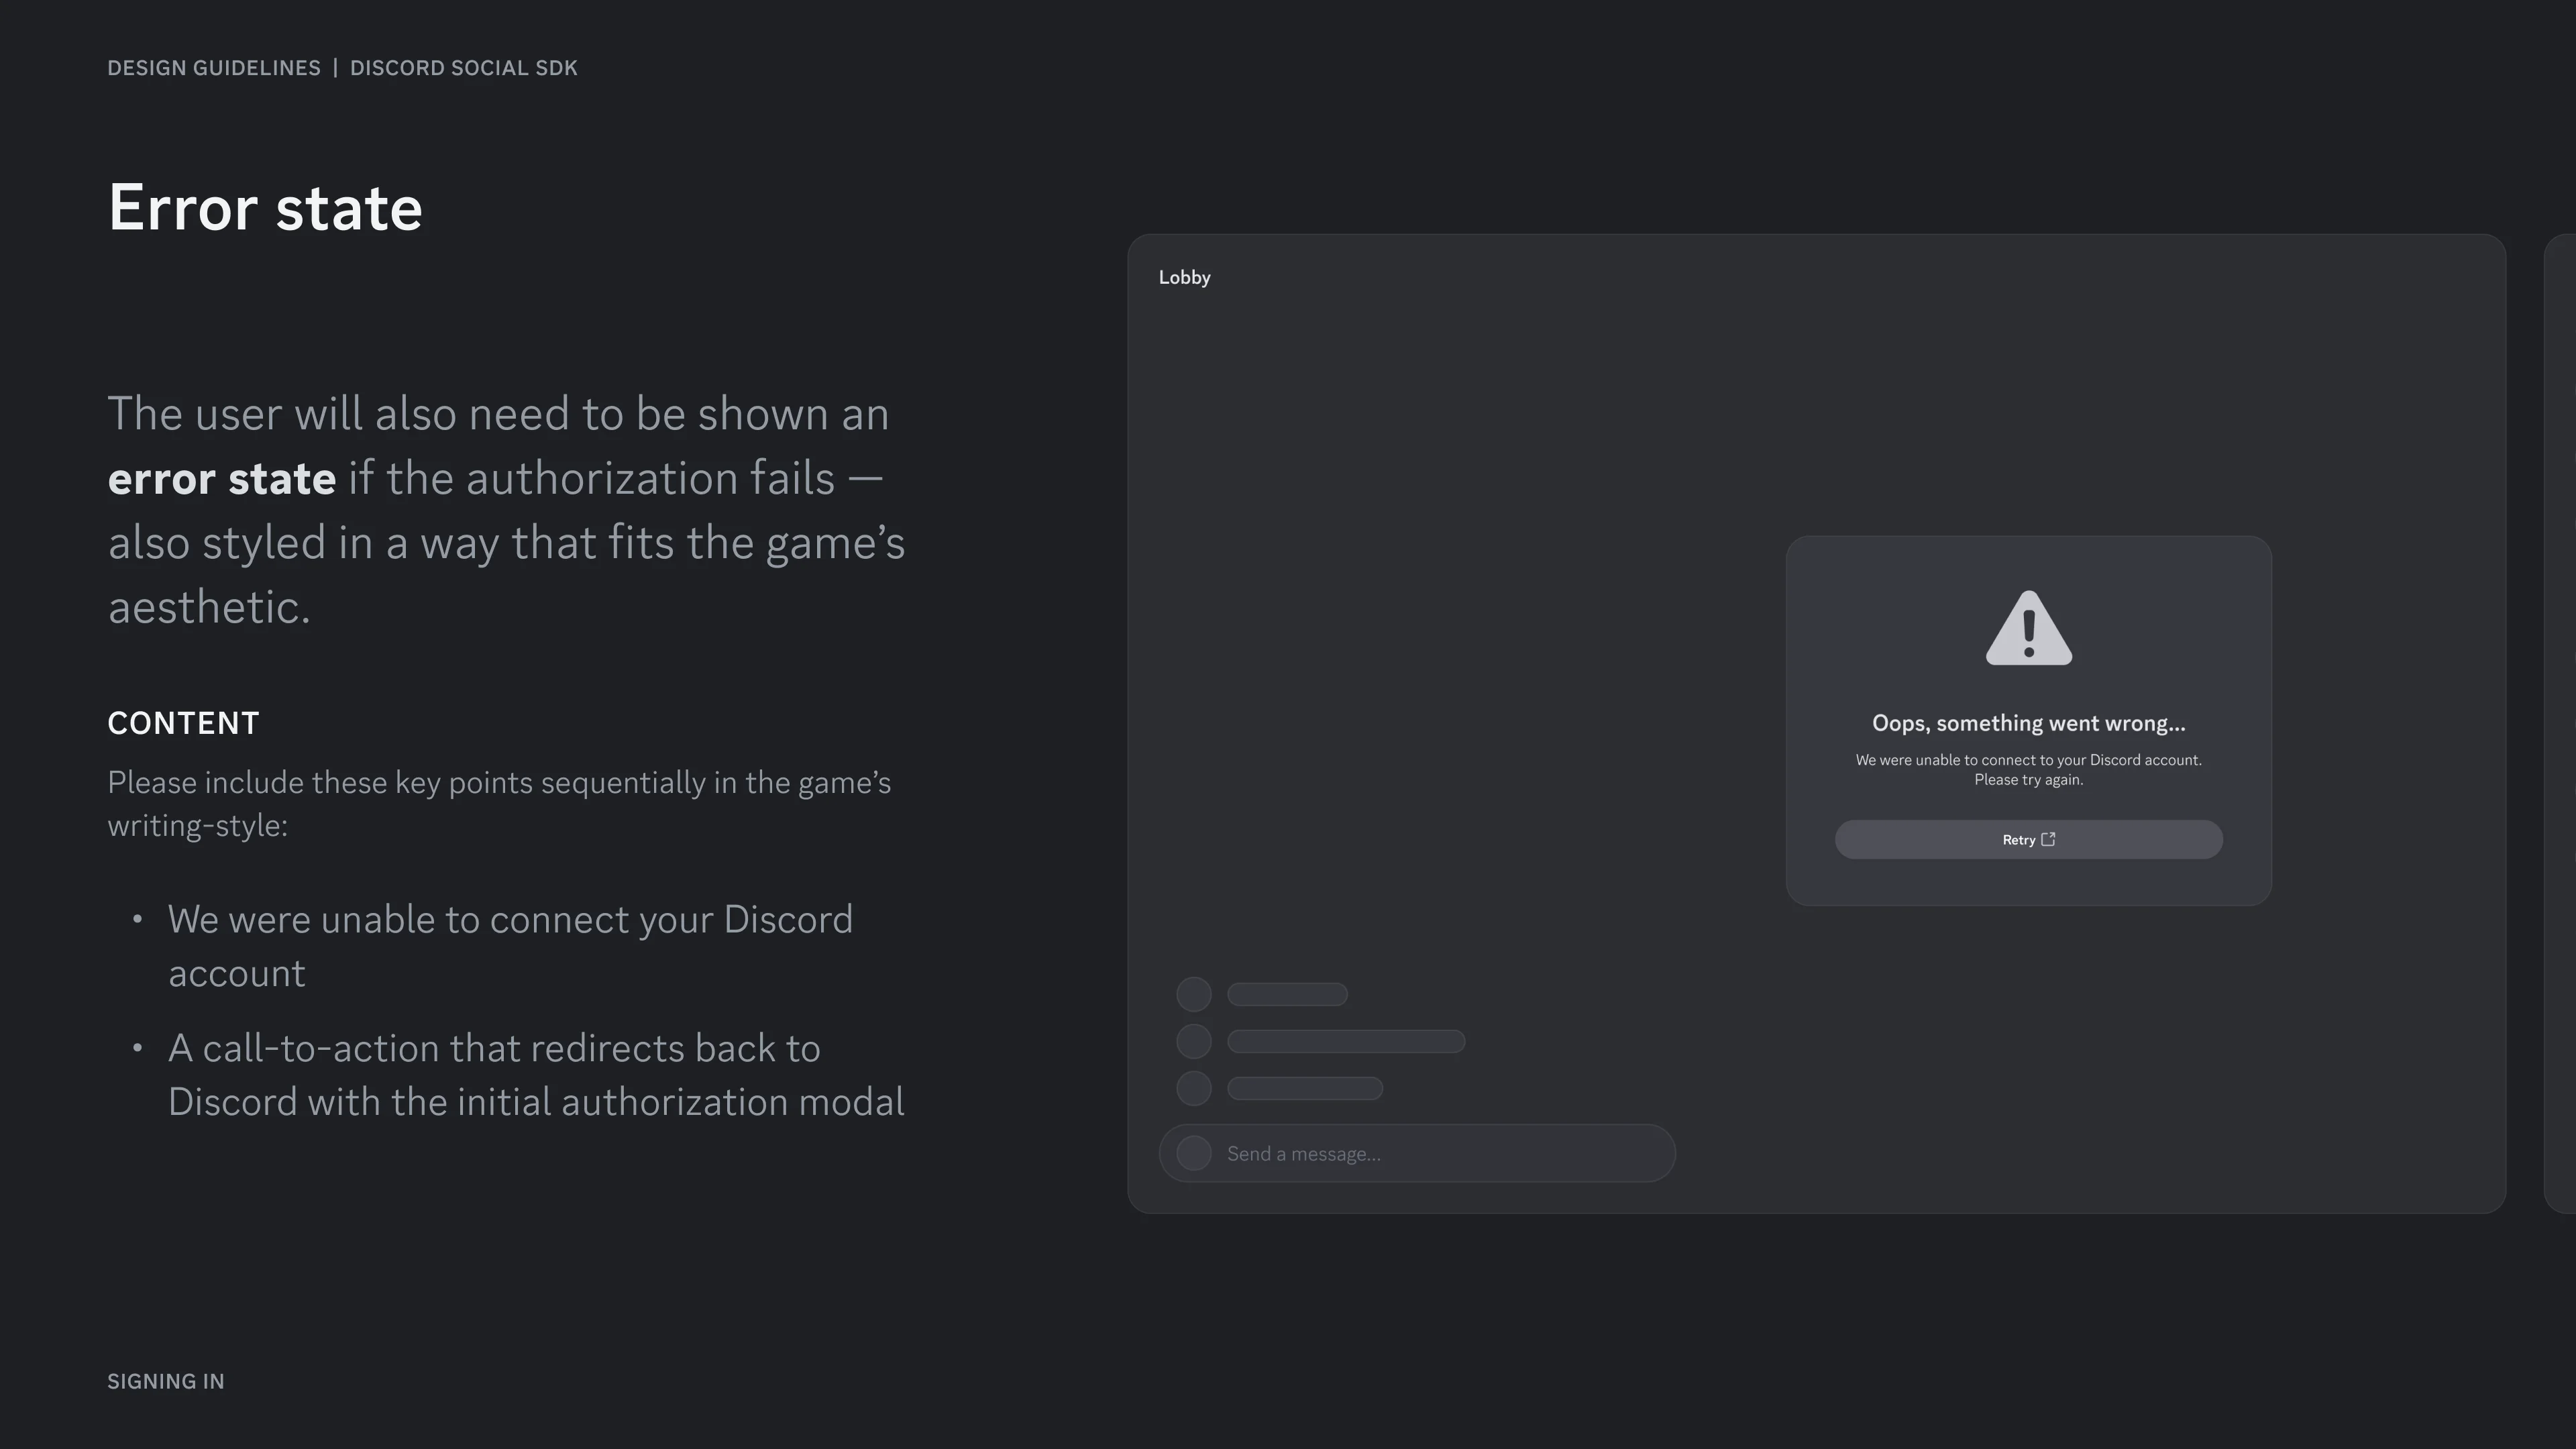 DESIGN GUIDELINES | DISCORD SOCIAL SDK
Error state
The user will also need to be shown an
error state if the authorization fails —
also styled in a way that fits the game’s
aesthetic.
CONTENT
Please include these key points sequentially in the game’s
writing-style:
• We were unable to connect your Discord
account
• A call-to-action that redirects back to
Discord with the initial authorization modal
Lobby
Oops, something went wrong...
We were unable to connect to your Discord account.
Please try again.
Retry
Send a message...
SIGNING IN